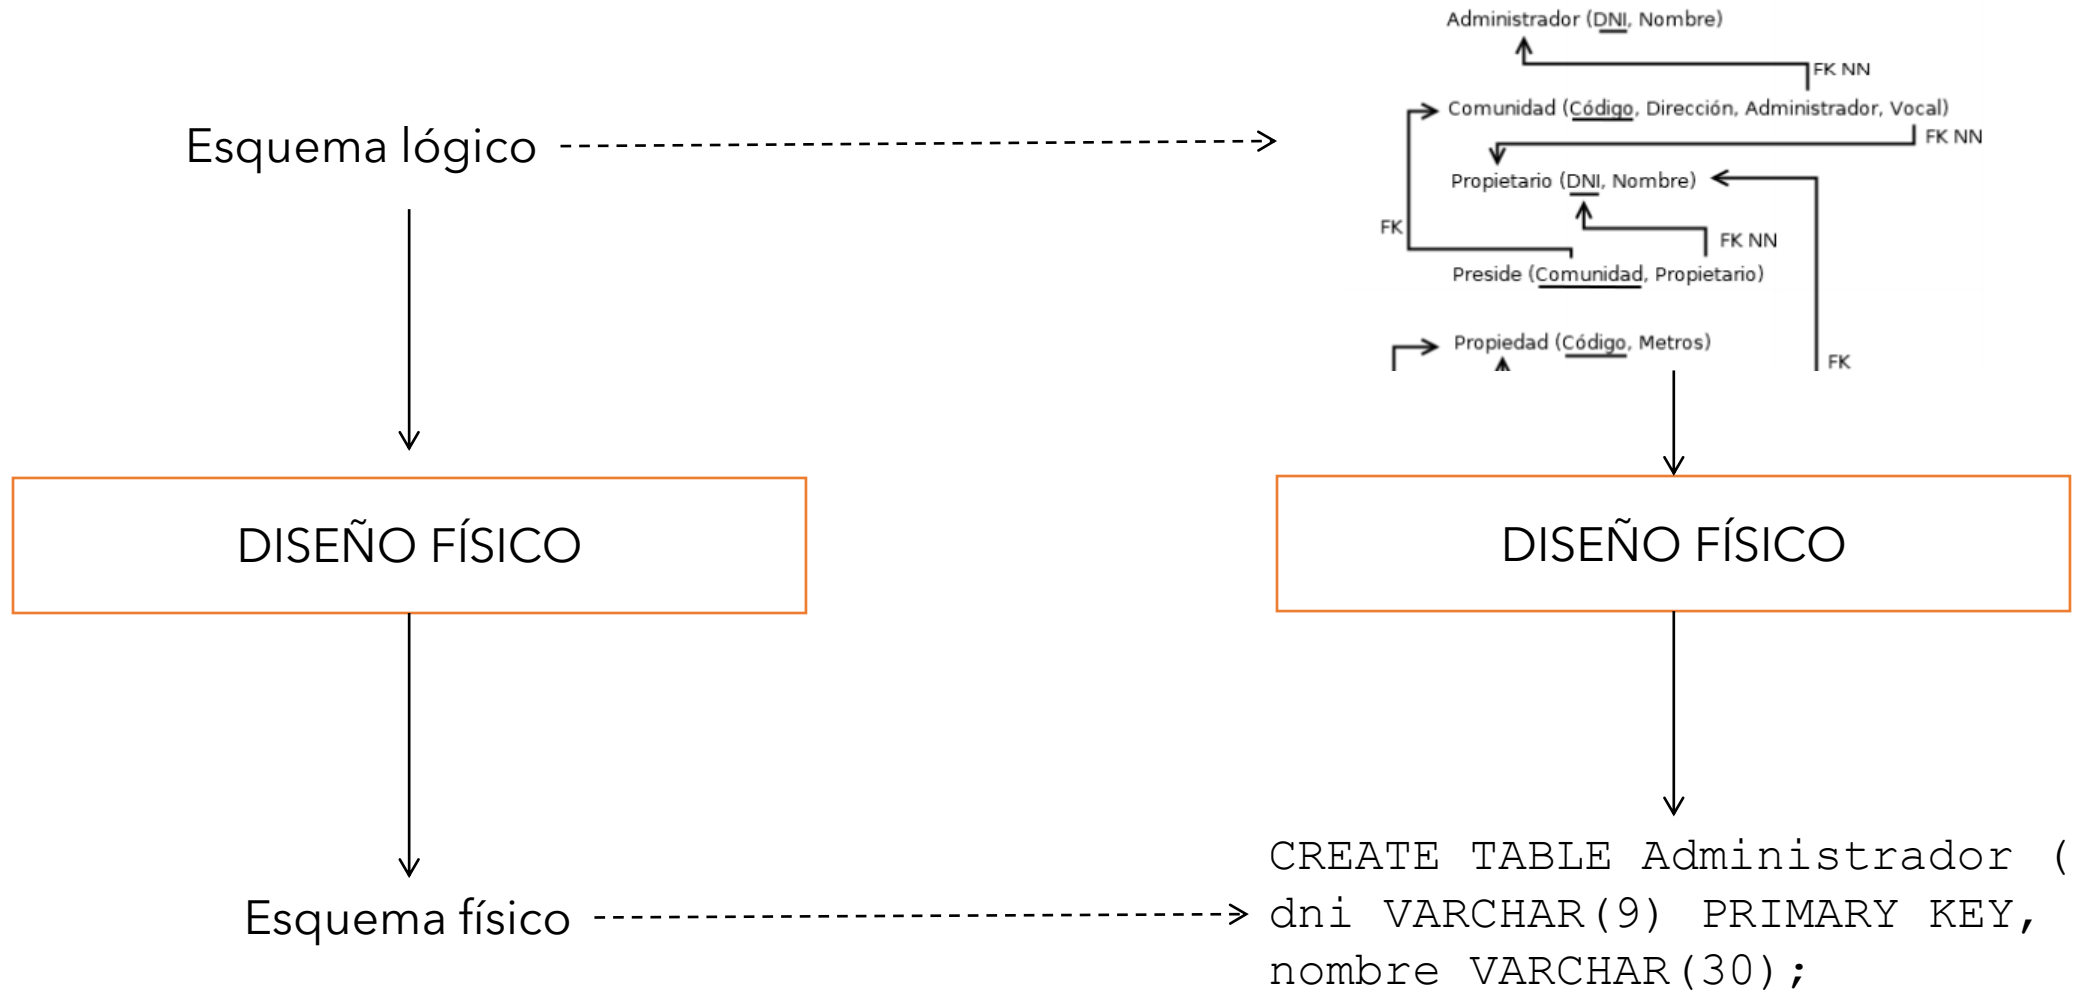 Administrador (DNI, Nombre)
FK NN
Comunidad (Código, Dirección, Administrador, Vocal)
FK NN
Esquema lógico
Propietario (DNI, Nombre)
FK
FK NN
Preside (Comunidad, Propietario)
Propiedad (Código, Metros)
FK
DISEÑO FÍSICO
DISEÑO FÍSICO
Esquema físico
CREATE TABLE Administrador (
dni VARCHAR(9) PRIMARY KEY,
nombre VARCHAR(30);